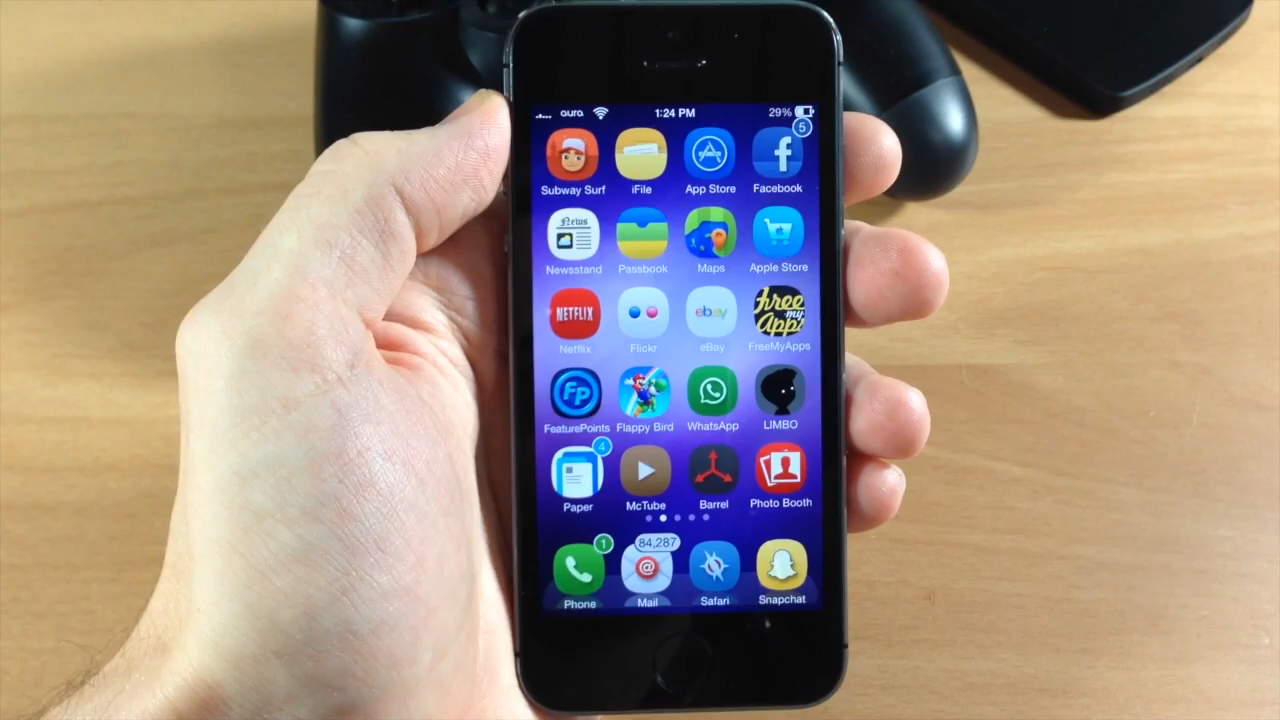 aura 1:24 PM 29%
5
Subway Surf iFile App Store Facebook
News
Newsstand Passbook Maps Apple Store
NETFLIX ebay Free my Apps
Netflix Flickr eBay FreeMyApps
FP
FeaturePoints Flappy Bird WhatsApp LIMBO
4
Paper McTube Barrel Photo Booth
1 84,287
@
Phone Mail Safari Snapchat